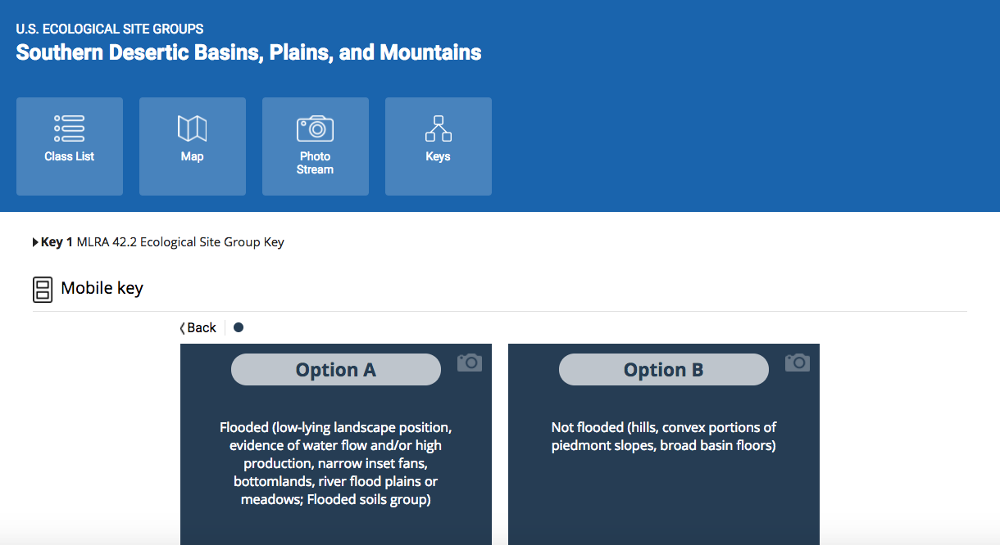 U.S. ECOLOGICAL SITE GROUPS
Southern Desertic Basins, Plains, and Mountains
Class List
Map
Photo
Stream
Keys
Key 1 MLRA 42.2 Ecological Site Group Key
Mobile key
Back
Option A
Flooded (low-lying landscape position,
evidence of water flow and/or high
production, narrow inset fans,
bottomlands, river flood plains or
meadows; Flooded soils group)
Option B
Not flooded (hills, convex portions of
piedmont slopes, broad basin floors)